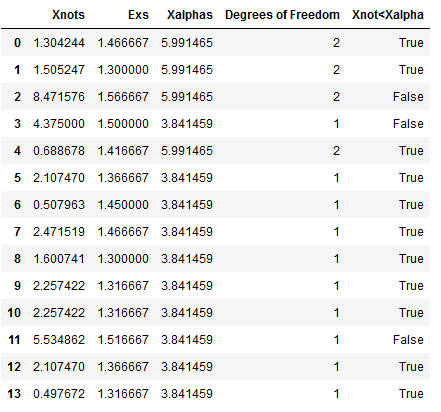 Xnots Exs Xalphas Degrees of Freedom Xnot<Xalpha
0 1.304244 1.466667 5.991465 2 True
1 1.505247 1.300000 5.991465 2 True
2 8.471576 1.566667 5.991465 2 False
3 4.375000 1.500000 3.841459 1 False
4 0.688678 1.416667 5.991465 2 True
5 2.107470 1.366667 3.841459 1 True
6 0.507963 1.450000 3.841459 1 True
7 2.471519 1.466667 3.841459 1 True
8 1.600741 1.300000 3.841459 1 True
9 2.257422 1.316667 3.841459 1 True
10 2.257422 1.316667 3.841459 1 True
11 5.534862 1.516667 3.841459 1 False
12 2.107470 1.366667 3.841459 1 True
13 0.497672 1.316667 3.841459 1 True